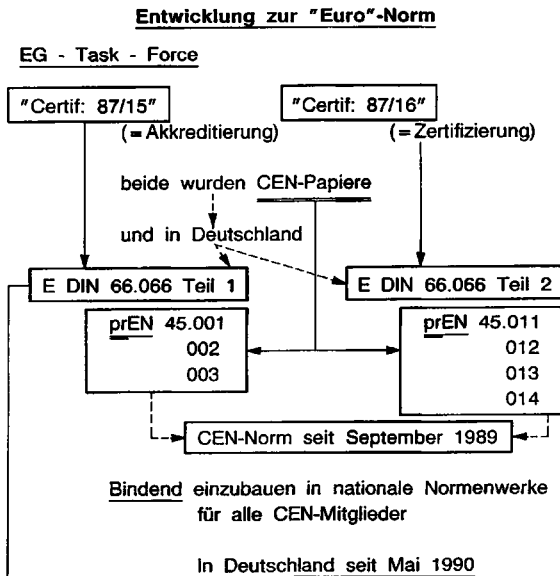 Entwicklung zur "Euro"-Norm
EG - Task - Force
"Certif: 87/15"
"Certif: 87/16"
(=Akkreditierung)
(=Zertifizierung)
beide wurden CEN-Papiere
und in Deutschland
E DIN 66.066 Teil 1
E DIN 66.066 Teil 2
prEN 45.001
002
003
prEN 45.011
012
013
014
CEN-Norm seit September 1989
Bindend einzubauen in nationale Normenwerke
für alle CEN-Mitglieder
In Deutschland seit Mai 1990